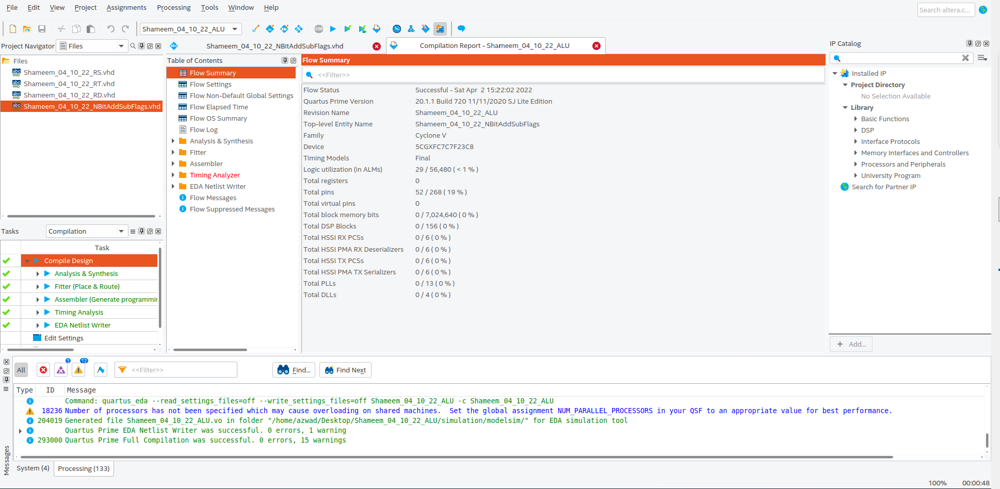 File Edit View Project Assignments Processing Tools Window Help
Search altera.c...
Shameem_04_10_22_ALU
STOP
Project Navigator Files
Files
Shameem_04_10_22_RS.vhd
Shameem_04_10_22_RT.vhd
Shameem_04_10_22_RD.vhd
Shameem_04_10_22_NBitAddSubFlags.vhd
Tasks Compilation
Task
Compile Design
Analysis & Synthesis
Fitter (Place & Route)
Assembler (Generate programmin
Timing Analysis
EDA Netlist Writer
Edit Settings
Shameem_04_10_22_NBitAddSubFlags.vhd
Compilation Report - Shameem_04_10_22_ALU
Table of Contents
Flow Summary
Flow Settings
Flow Non-Default Global Settings
Flow Elapsed Time
Flow OS Summary
Flow Log
Analysis & Synthesis
Fitter
Assembler
Timing Analyzer
EDA Netlist Writer
Flow Messages
Flow Suppressed Messages
Flow Summary
<<Filter>>
Flow Status Successful - Sat Apr 2 15:22:02 2022
Quartus Prime Version 20.1.1 Build 720 11/11/2020 SJ Lite Edition
Revision Name Shameem_04_10_22_ALU
Top-level Entity Name Shameem_04_10_22_NBitAddSubFlags
Family Cyclone V
Device 5CGXFC7C7F23C8
Timing Models Final
Logic utilization (in ALMs) 29 / 56,480 ( < 1 % )
Total registers 0
Total pins 52 / 268 ( 19 % )
Total virtual pins 0
Total block memory bits 0 / 7,024,640 ( 0 % )
Total DSP Blocks 0 / 156 ( 0 % )
Total HSSI RX PCSs 0 / 6 ( 0 % )
Total HSSI PMA RX Deserializers 0 / 6 ( 0 % )
Total HSSI TX PCSs 0 / 6 ( 0 % )
Total HSSI PMA TX Serializers 0 / 6 ( 0 % )
Total PLLs 0 / 13 ( 0 % )
Total DLLs 0 / 4 ( 0 % )
IP Catalog
Installed IP
Project Directory
No Selection Available
Library
Basic Functions
DSP
Interface Protocols
Memory Interfaces and Controllers
Processors and Peripherals
University Program
Search for Partner IP
+ Add...
All 3 12 <<Filter>> Find... Find Next
Type ID Message
Command: quartus_eda --read_settings_files=off --write_settings_files=off Shameem_04_10_22_ALU -c Shameem_04_10_22_ALU
18236 Number of processors has not been specified which may cause overloading on shared machines. Set the global assignment NUM_PARALLEL_PROCESSORS in your QSF to an appropriate value for best performance.
204019 Generated file Shameem_04_10_22_ALU.vo in folder "/home/azwad/Desktop/Shameem_04_10_22_ALU/simulation/modelsim/" for EDA simulation tool
Quartus Prime EDA Netlist Writer was successful. 0 errors, 1 warning
293000 Quartus Prime Full Compilation was successful. 0 errors, 15 warnings
Messages
System (4) Processing (133)
100% 00:00:48